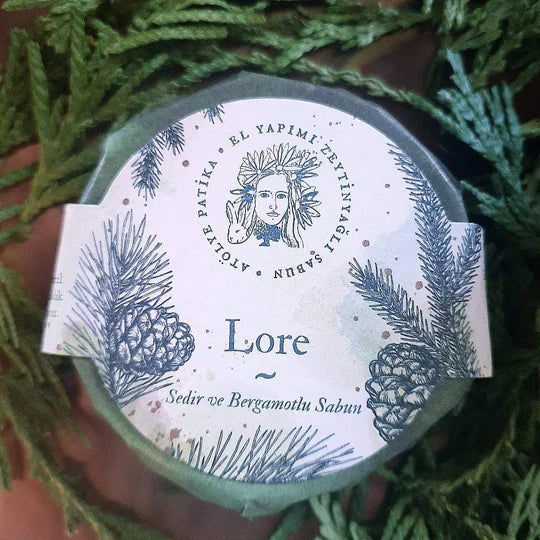 ATÖLYE PATİKA • EL YAPIMI ZEYTİNYAĞLI SABUN •
Lore
~
Sedir ve Bergamotlu Sabun